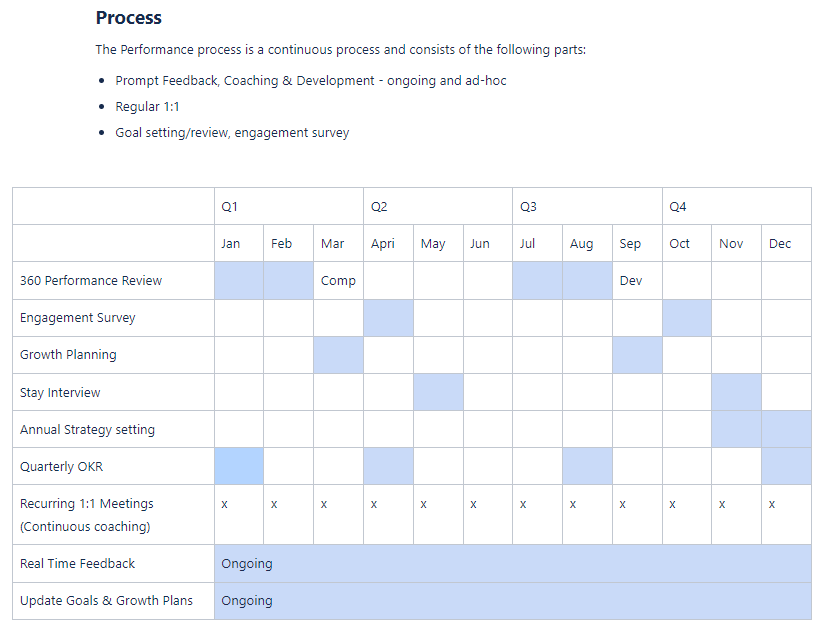 Process
The Performance process is a continuous process and consists of the following parts:
• Prompt Feedback, Coaching & Development - ongoing and ad-hoc
• Regular 1:1
• Goal setting/review, engagement survey
Q1 Q2 Q3 Q4
Jan Feb Mar Apri May Jun Jul Aug Sep Oct Nov Dec
360 Performance Review Comp Dev
Engagement Survey
Growth Planning
Stay Interview
Annual Strategy setting
Quarterly OKR
Recurring 1:1 Meetings x x x x x x x x x x x x
(Continuous coaching)
Real Time Feedback Ongoing
Update Goals & Growth Plans Ongoing